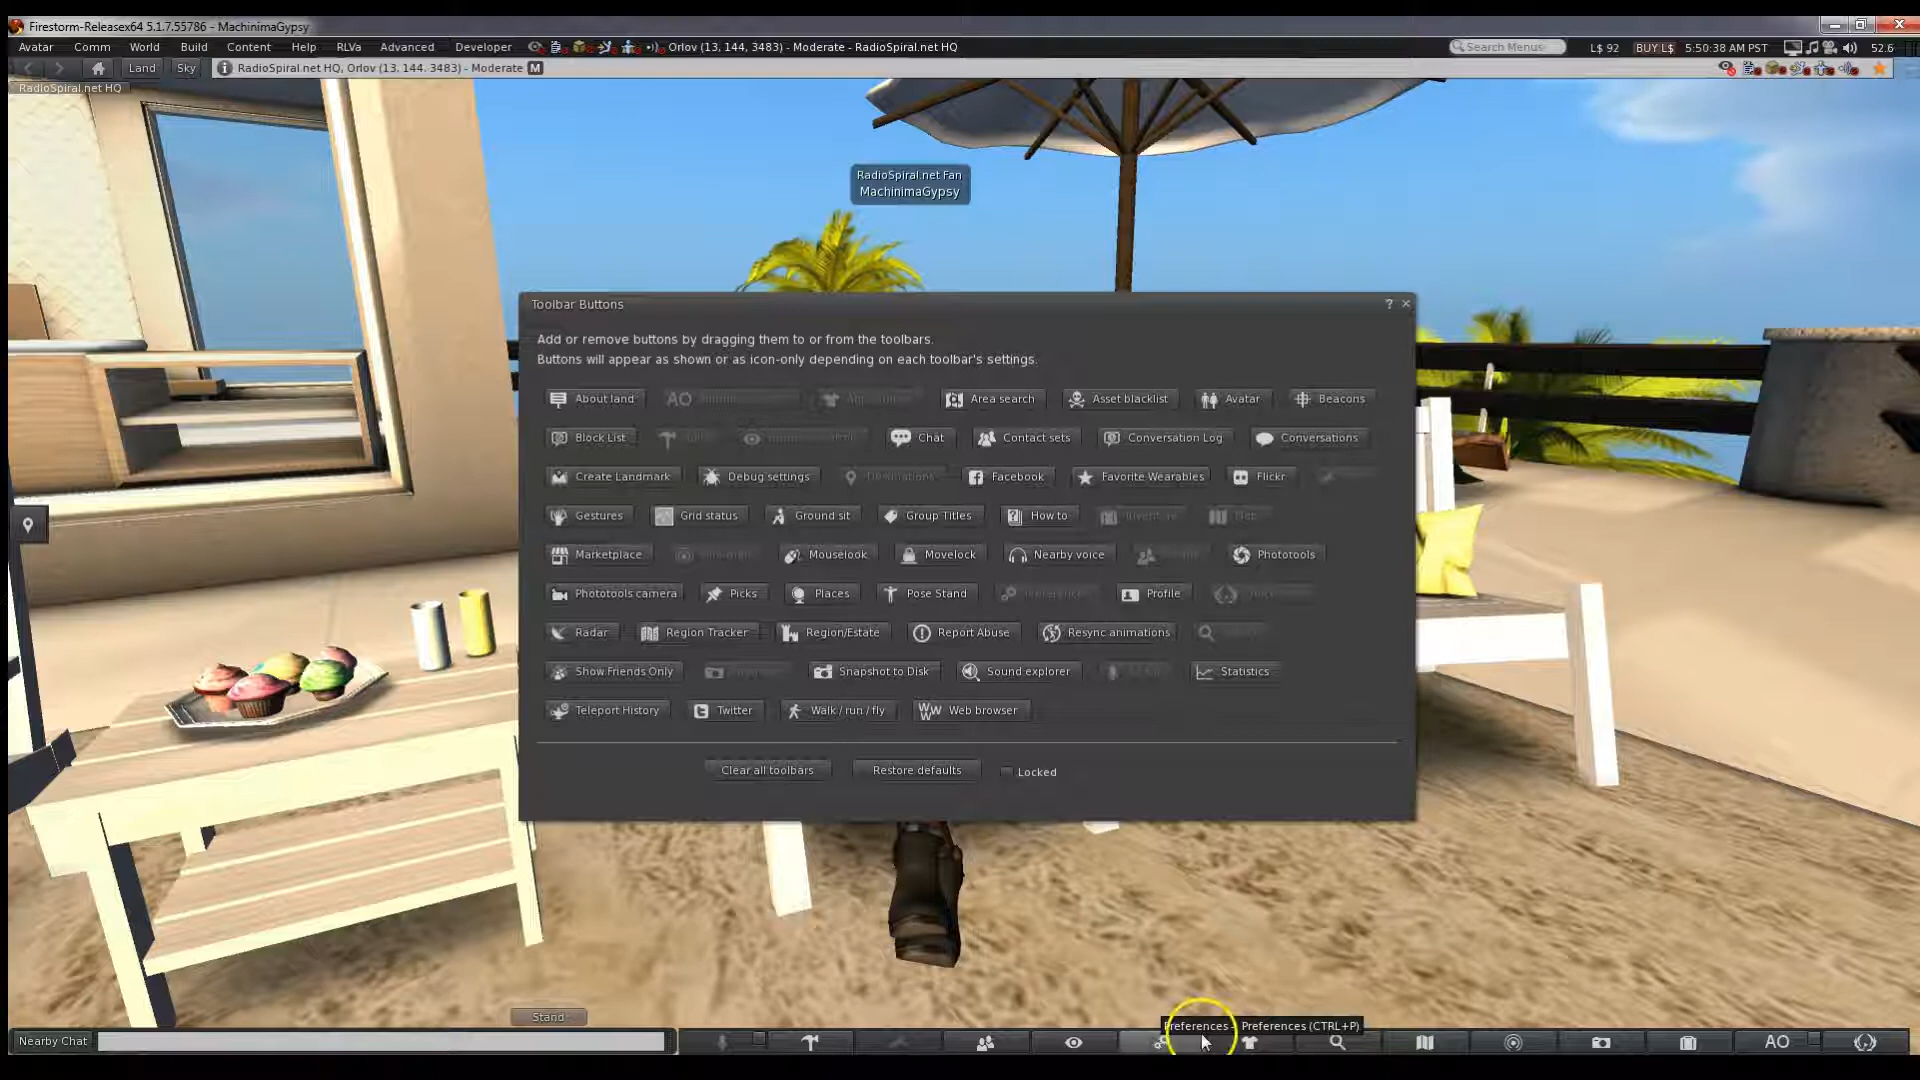 Firestorm-Releasex64 5.1.7.55786 - MachinimaGypsy
Avatar Comm World Build Content Help RLVa Advanced Developer Orlov (13, 144, 3483) - Moderate - RadioSpiral.net HQ Search Menus L$ 92 BUY L$ 5:50:38 AM PST 52.6
Land Sky RadioSpiral.net HQ, Orlov (13, 144, 3483) - Moderate M
RadioSpiral.net HQ
RadioSpiral.net Fan
MachinimaGypsy
Toolbar Buttons ? ×
Add or remove buttons by dragging them to or from the toolbars.
Buttons will appear as shown or as icon-only depending on each toolbar's settings.
About land AO Area search Asset blacklist Avatar Beacons
Block List Chat Contact sets Conversation Log Conversations
Create Landmark Debug settings Destinations Facebook Favorite Wearables Flickr
Gestures Grid status Ground sit Group Titles How to Inventory Map
Marketplace Mouselook Movelock Nearby voice Phototools
Phototools camera Picks Places Pose Stand Preferences Profile
Radar Region Tracker Region/Estate Report Abuse Resync animations
Show Friends Only Snapshot to Disk Sound explorer Statistics
Teleport History Twitter Walk / run / fly WWW Web browser
Clear all toolbars Restore defaults Locked
Stand
Preferences - Preferences (CTRL+P)
Nearby Chat AO